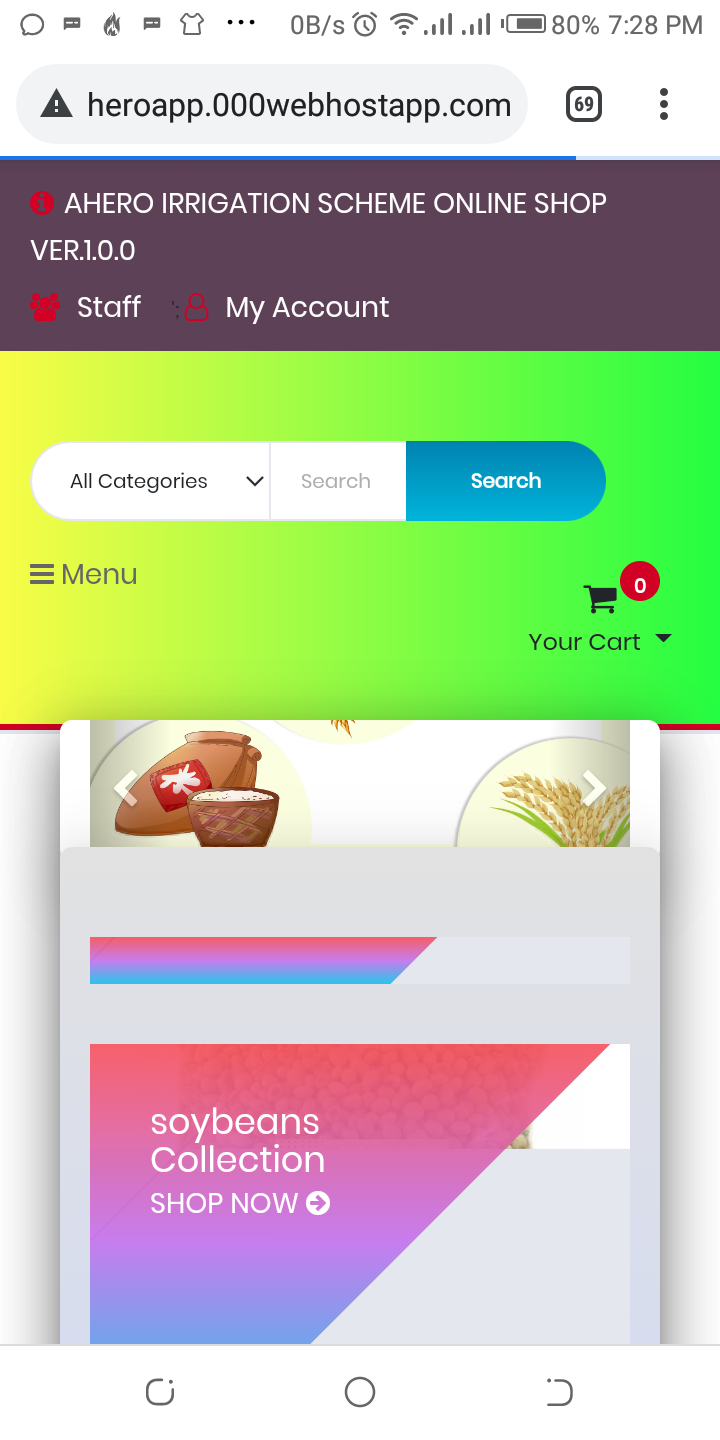 0B/s 80% 7:28 PM
heroapp.000webhostapp.com 69
AHERO IRRIGATION SCHEME ONLINE SHOP
VER.1.0.0
Staff ; My Account
All Categories Search Search
Menu
0
Your Cart
soybeans
Collection
SHOP NOW